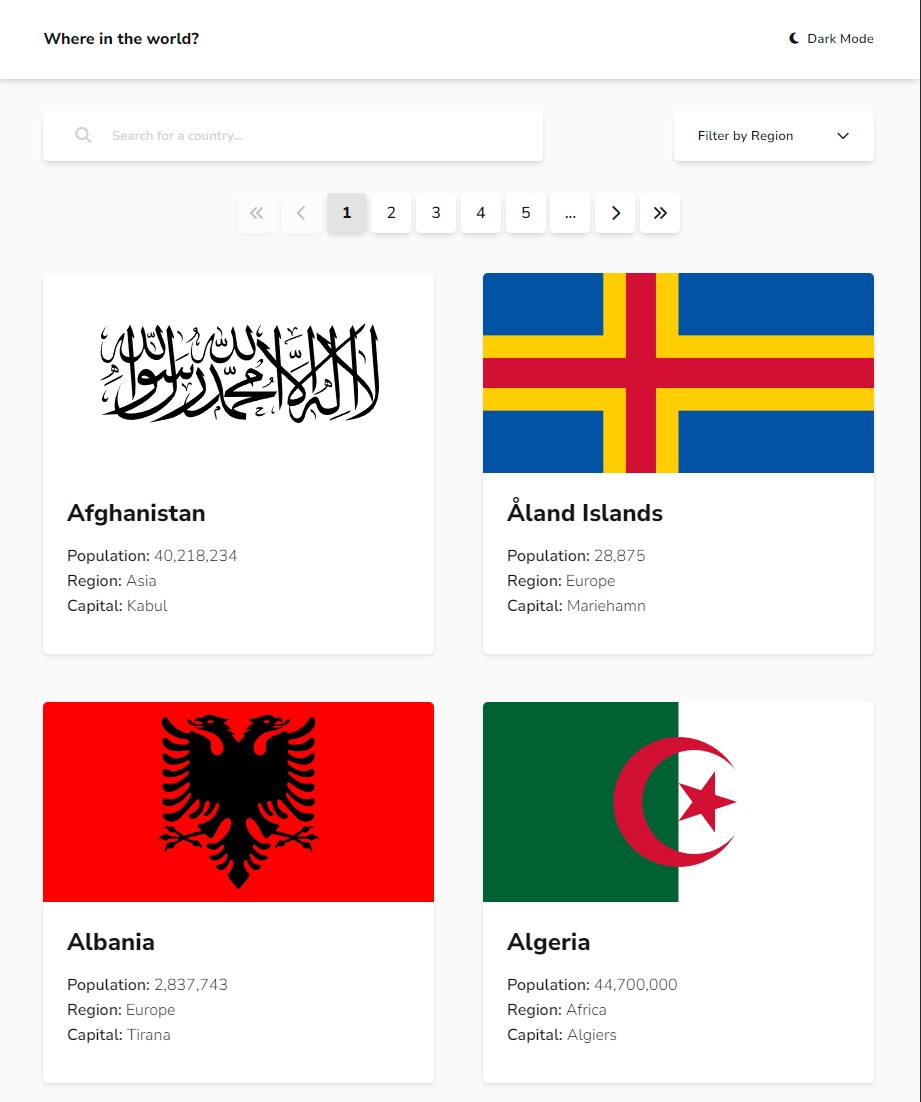 Where in the world?
Dark Mode
Search for a country...
Filter by Region
1 2 3 4 5 ...
لا إله إلا الله محمد رسول الله
Afghanistan
Population: 40,218,234
Region: Asia
Capital: Kabul
Åland Islands
Population: 28,875
Region: Europe
Capital: Mariehamn
Albania
Population: 2,837,743
Region: Europe
Capital: Tirana
Algeria
Population: 44,700,000
Region: Africa
Capital: Algiers